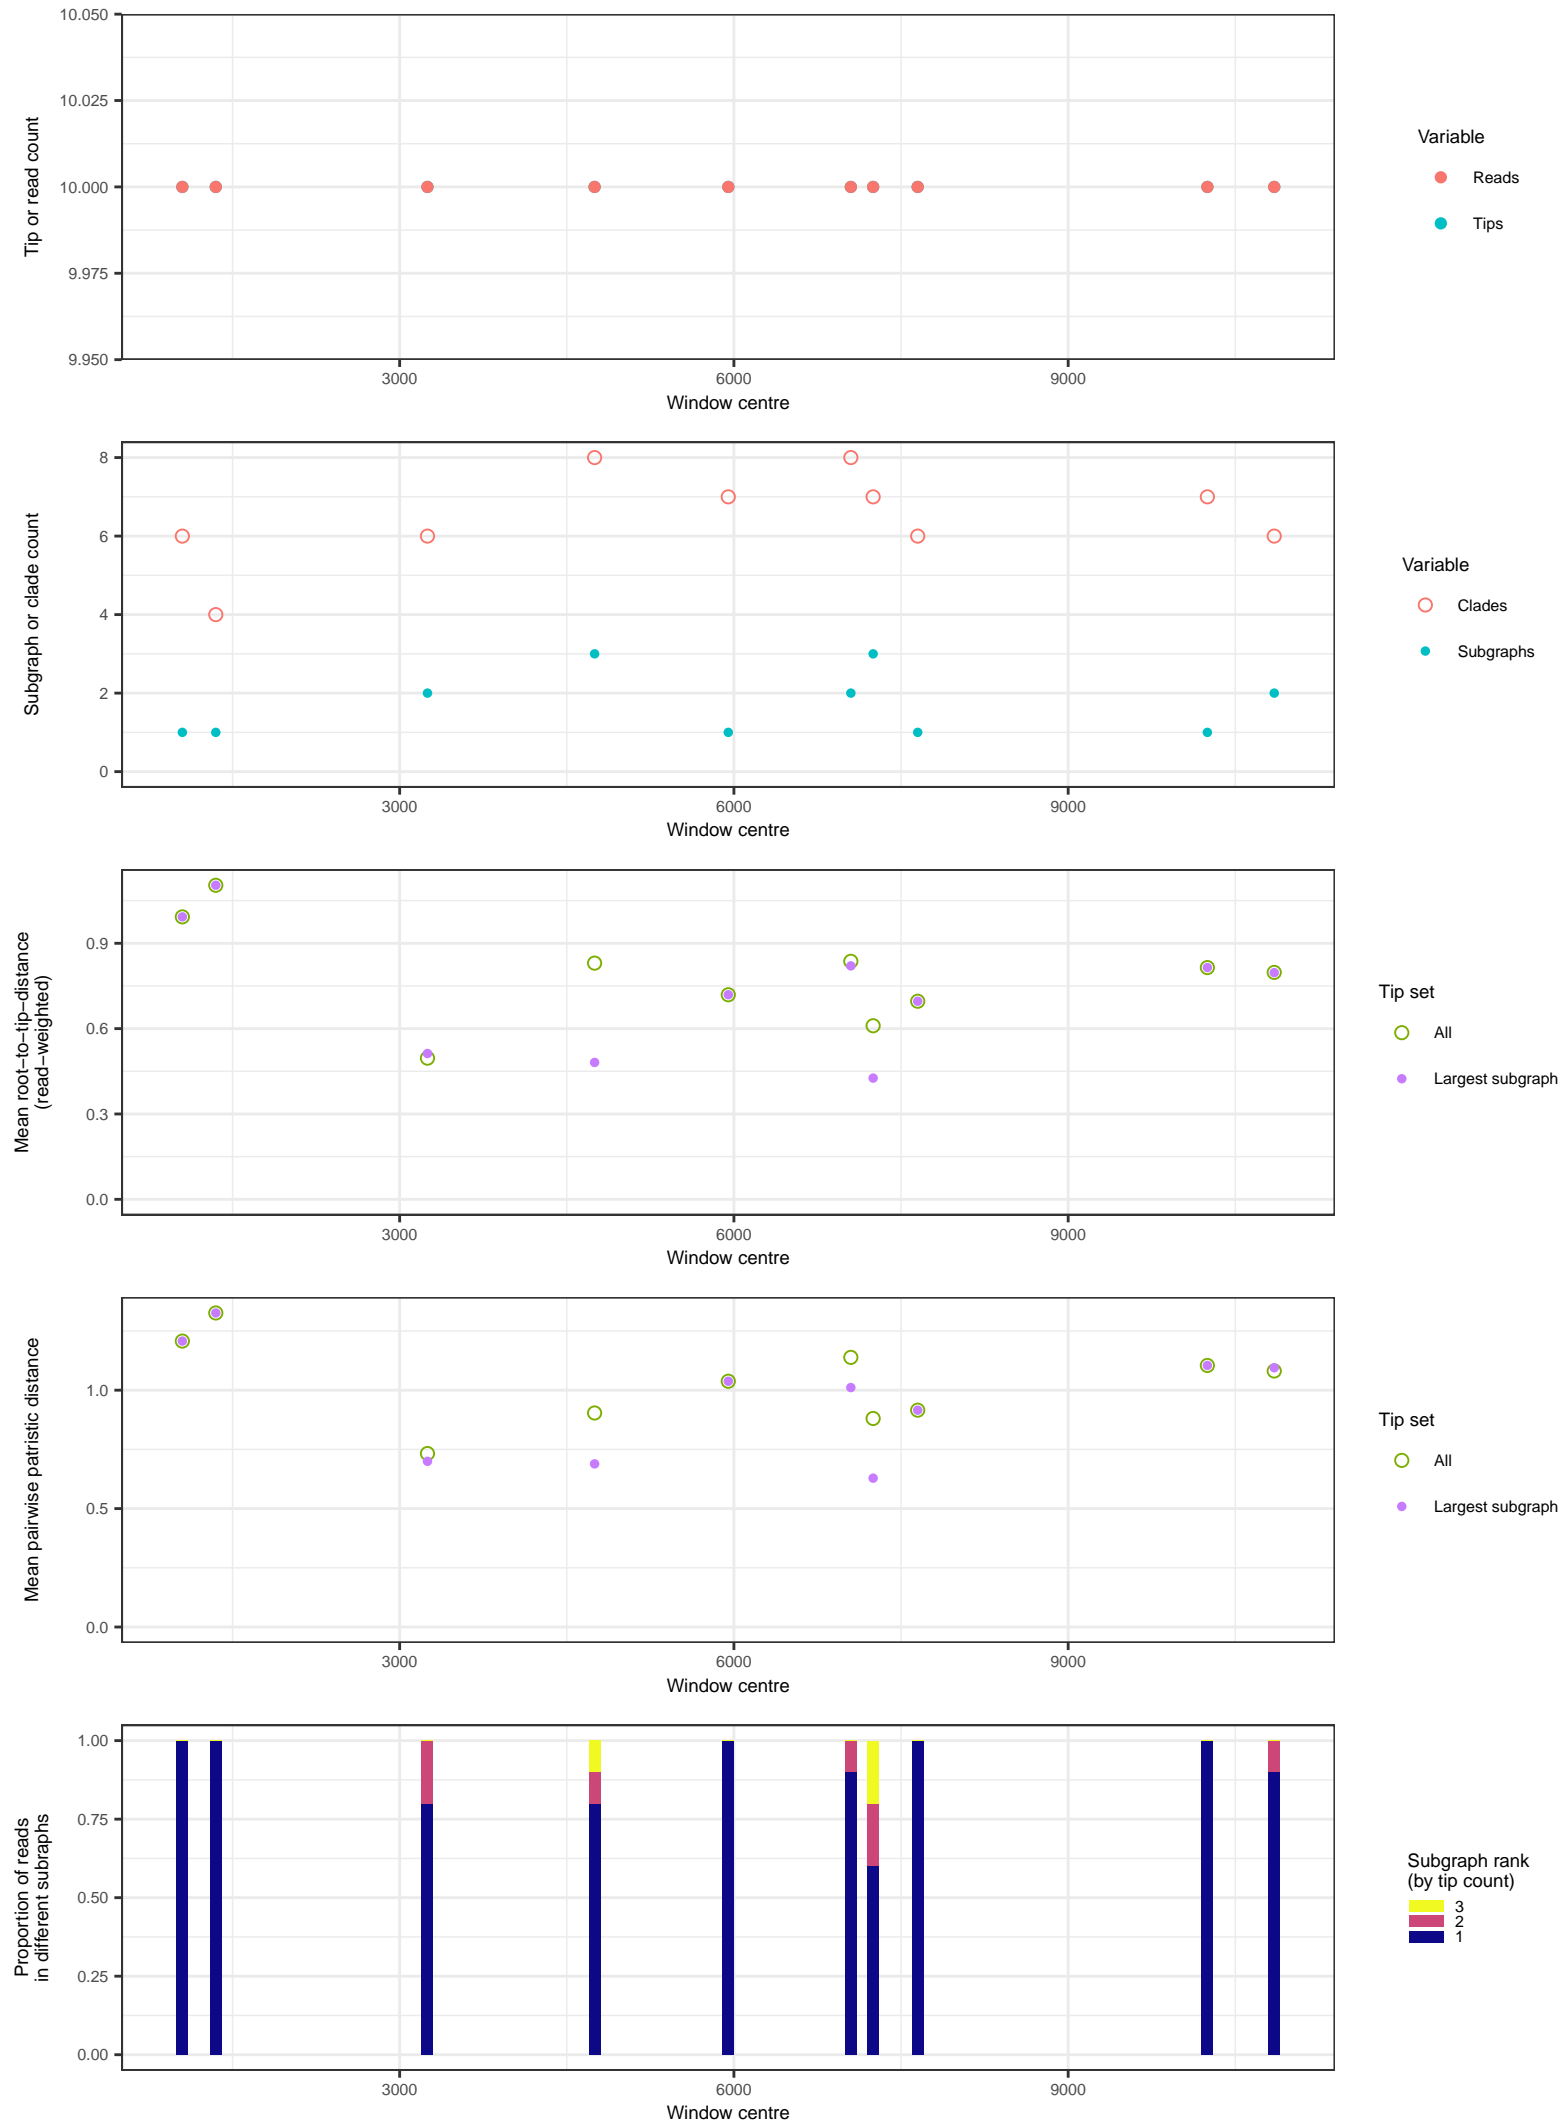 10.050
10.025
10.000
9.975
9.950
Tip or read count
3000 6000 9000
Window centre
Variable
Reads
Tips
8
6
4
2
0
Subgraph or clade count
3000 6000 9000
Window centre
Variable
Clades
Subgraphs
0.9
0.6
0.3
0.0
Mean root−to−tip−distance
(read−weighted)
3000 6000 9000
Window centre
Tip set
All
Largest subgraph
1.0
0.5
0.0
Mean pairwise patristic distance
3000 6000 9000
Window centre
Tip set
All
Largest subgraph
1.00
0.75
0.50
0.25
0.00
Proportion of reads
in different subraphs
3000 6000 9000
Window centre
Subgraph rank
(by tip count)
3
2
1